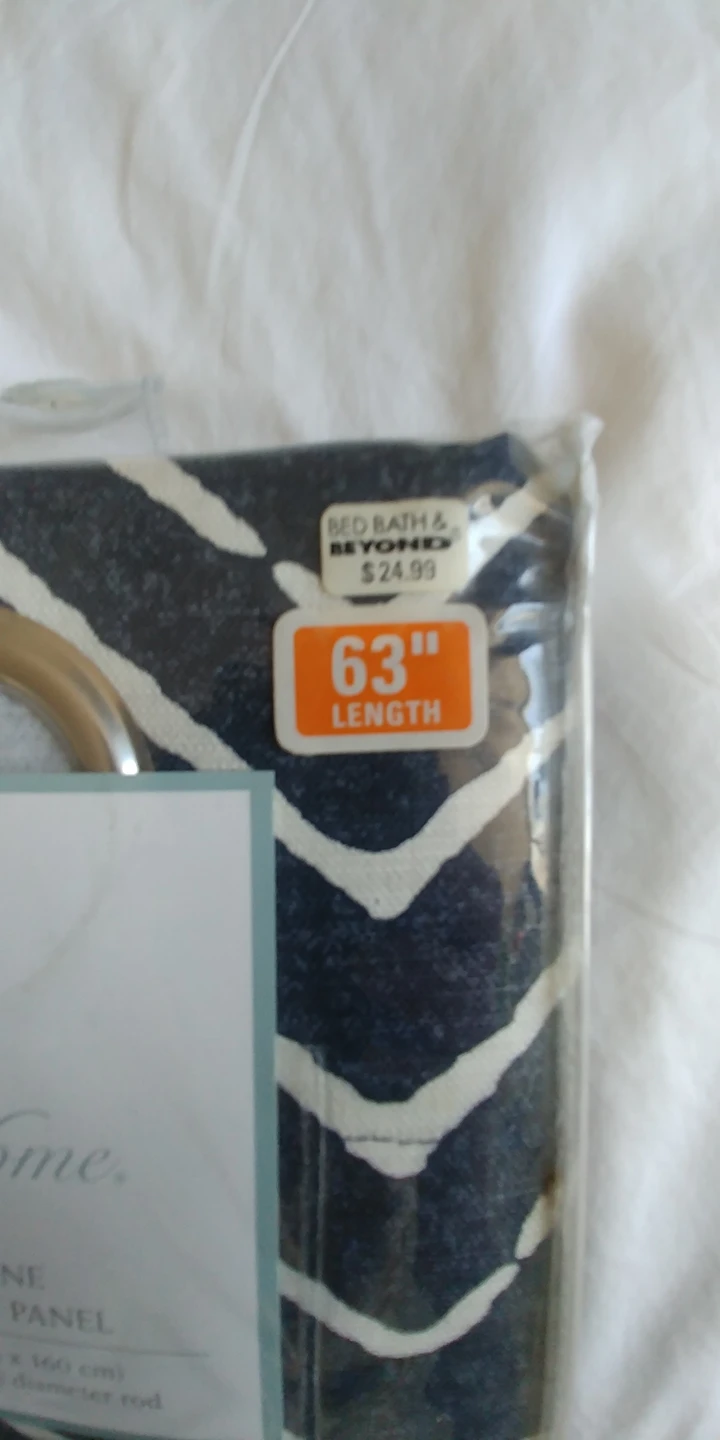 BED BATH &
BEYOND®
$24.99
63"
LENGTH
ome®
NE
PANEL
x 160 cm)
diameter rod